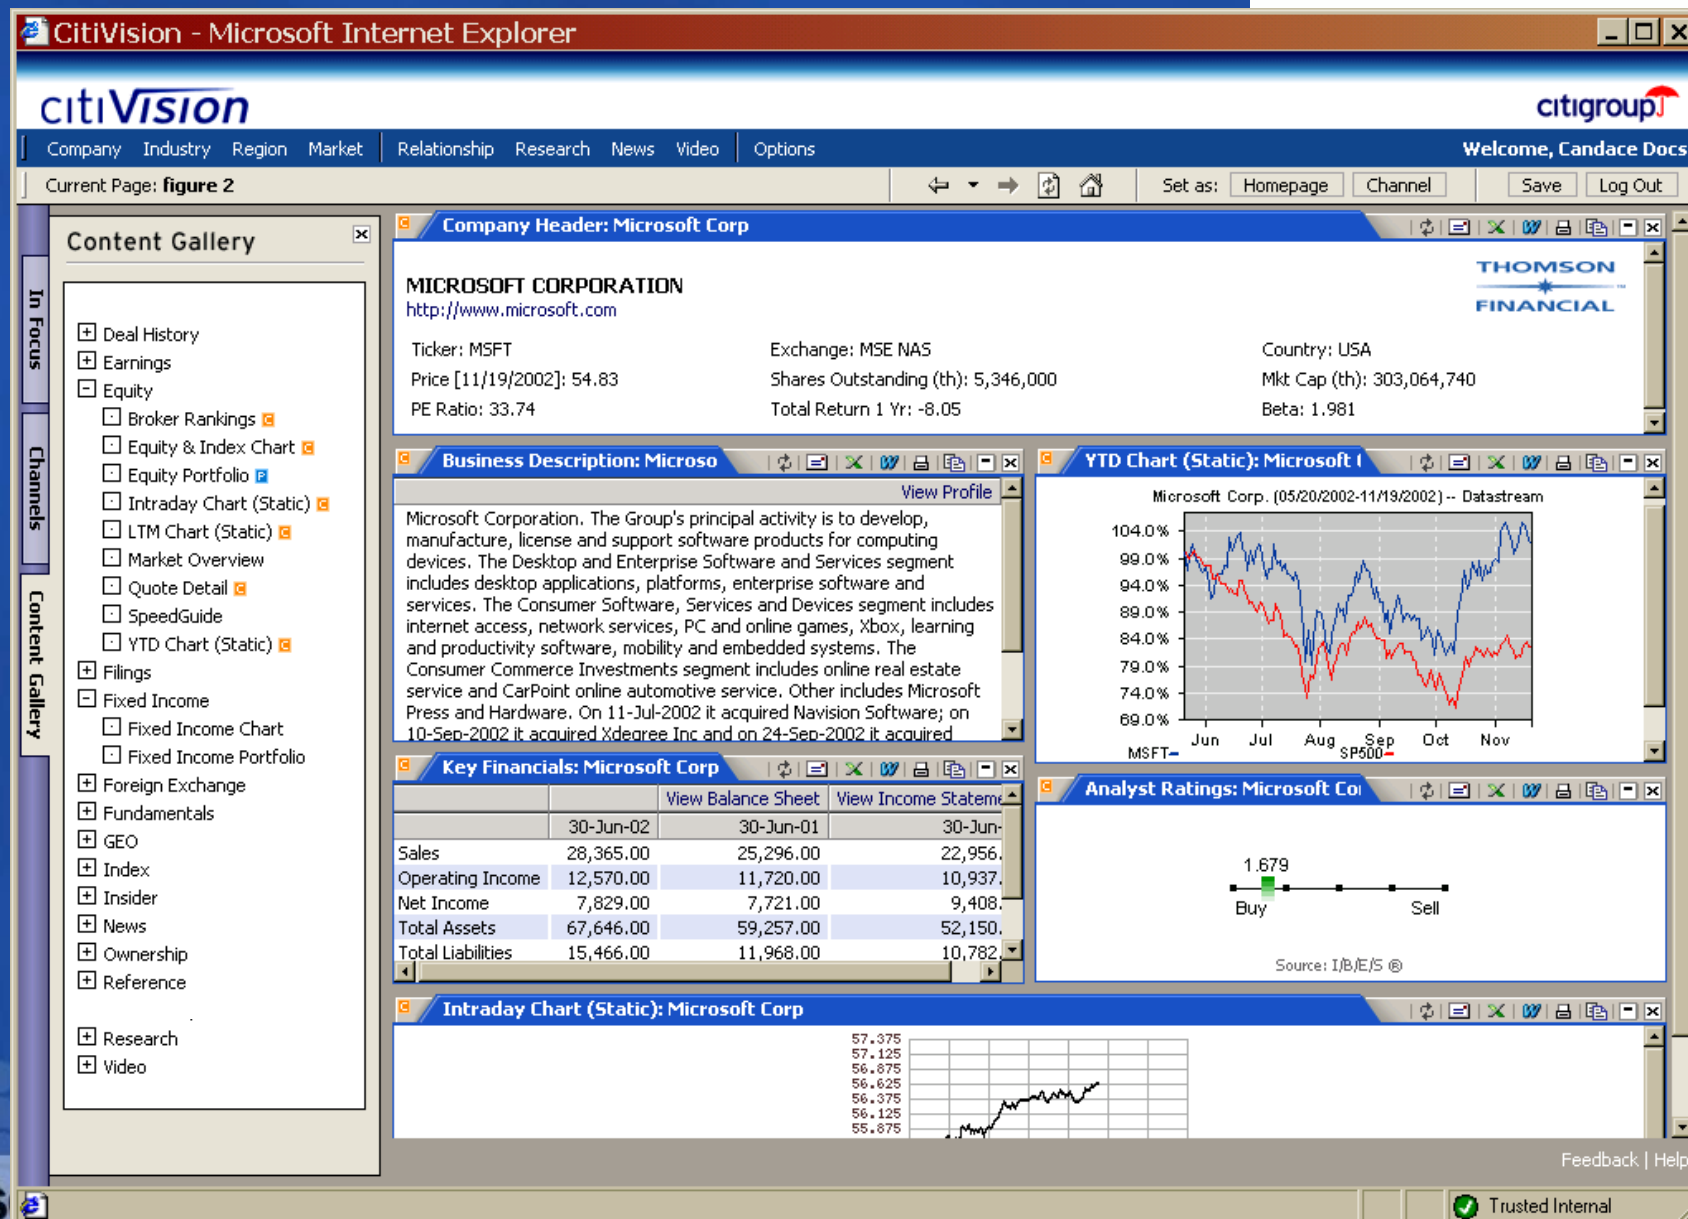 CitiVision - Microsoft Internet Explorer
citiVision
citigroup
Company Industry Region Market Relationship Research News Video Options
Welcome, Candace Docs
Current Page: figure 2
Set as: Homepage Channel Save Log Out
In Focus
Channels
Content Gallery
Content Gallery
Deal History
Earnings
Equity
Broker Rankings C
Equity & Index Chart C
Equity Portfolio P
Intraday Chart (Static) C
LTM Chart (Static) C
Market Overview
Quote Detail C
SpeedGuide
YTD Chart (Static) C
Filings
Fixed Income
Fixed Income Chart
Fixed Income Portfolio
Foreign Exchange
Fundamentals
GEO
Index
Insider
News
Ownership
Reference
Research
Video
C Company Header: Microsoft Corp
MICROSOFT CORPORATION
http://www.microsoft.com
THOMSON
FINANCIAL
Ticker: MSFT Exchange: MSE NAS Country: USA
Price [11/19/2002]: 54.83 Shares Outstanding (th): 5,346,000 Mkt Cap (th): 303,064,740
PE Ratio: 33.74 Total Return 1 Yr: -8.05 Beta: 1.981
C Business Description: Microso
View Profile
Microsoft Corporation. The Group's principal activity is to develop,
manufacture, license and support software products for computing
devices. The Desktop and Enterprise Software and Services segment
includes desktop applications, platforms, enterprise software and
services. The Consumer Software, Services and Devices segment includes
internet access, network services, PC and online games, Xbox, learning
and productivity software, mobility and embedded systems. The
Consumer Commerce Investments segment includes online real estate
service and CarPoint online automotive service. Other includes Microsoft
Press and Hardware. On 11-Jul-2002 it acquired Navision Software; on
10-Sep-2002 it acquired Xdegree Inc and on 24-Sep-2002 it acquired
C YTD Chart (Static): Microsoft
Microsoft Corp. (05/20/2002-11/19/2002) -- Datastream
104.0%
99.0%
94.0%
89.0%
84.0%
79.0%
74.0%
69.0%
Jun Jul Aug Sep Oct Nov
MSFT SP500
C Key Financials: Microsoft Corp
View Balance Sheet View Income Stateme
30-Jun-02 30-Jun-01 30-Jun-
Sales 28,365.00 25,296.00 22,956.
Operating Income 12,570.00 11,720.00 10,937.
Net Income 7,829.00 7,721.00 9,408.
Total Assets 67,646.00 59,257.00 52,150.
Total Liabilities 15,466.00 11,968.00 10,782.
C Analyst Ratings: Microsoft Co
1.679
Buy Sell
Source: I/B/E/S ®
C Intraday Chart (Static): Microsoft Corp
57.375
57.125
56.875
56.625
56.375
56.125
55.875
Feedback | Help
Trusted Internal